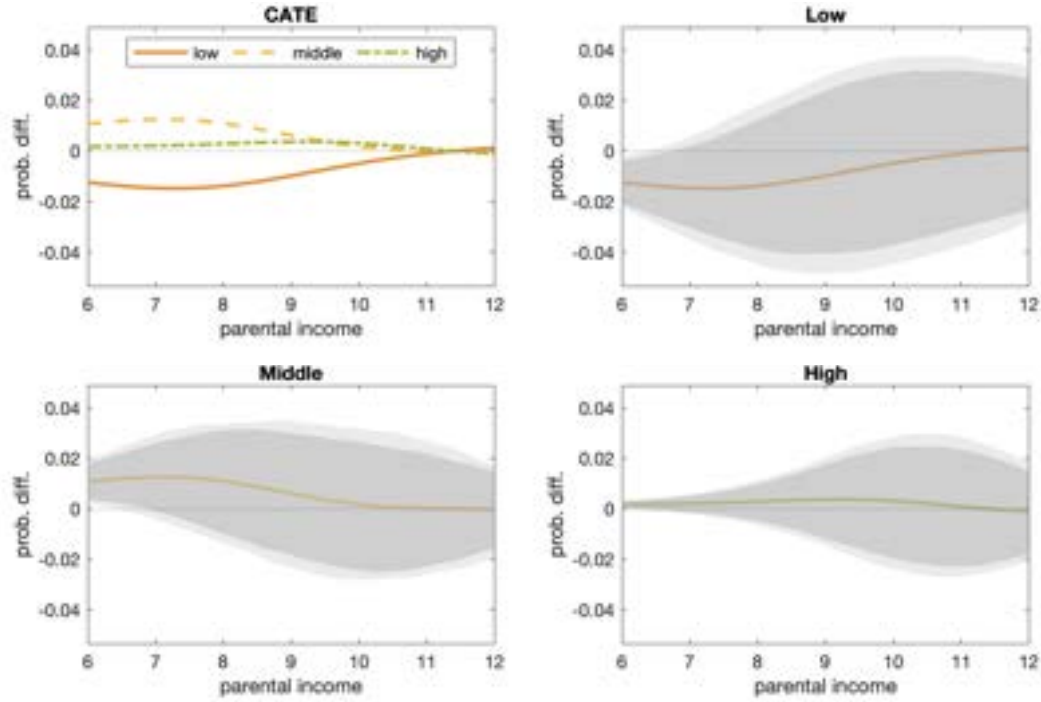 CATE
0.04
0.02
0
-0.02
-0.04
prob. diff.
low middle high
6 7 8 9 10 11 12
parental income
Low
0.04
0.02
0
-0.02
-0.04
prob. diff.
6 7 8 9 10 11 12
parental income
Middle
0.04
0.02
0
-0.02
-0.04
prob. diff.
6 7 8 9 10 11 12
parental income
High
0.04
0.02
0
-0.02
-0.04
prob. diff.
6 7 8 9 10 11 12
parental income